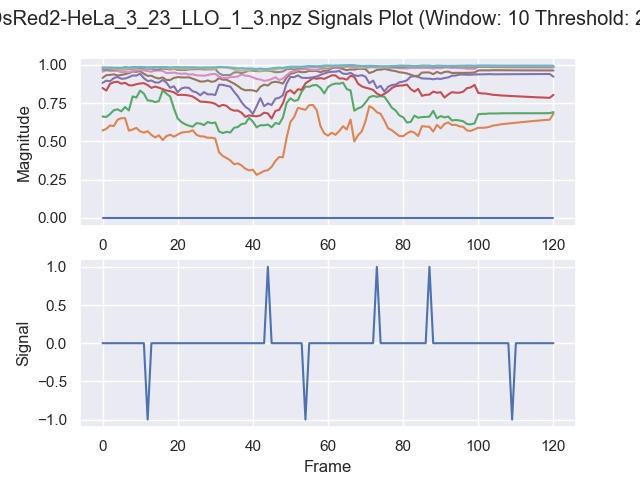 DsRed2-HeLa_3_23_LLO_1_3.npz Signals Plot (Window: 10 Threshold: 2
1.00
0.75
0.50
0.25
0.00
Magnitude
0 20 40 60 80 100 120
1.0
0.5
0.0
−0.5
−1.0
Signal
0 20 40 60 80 100 120
Frame